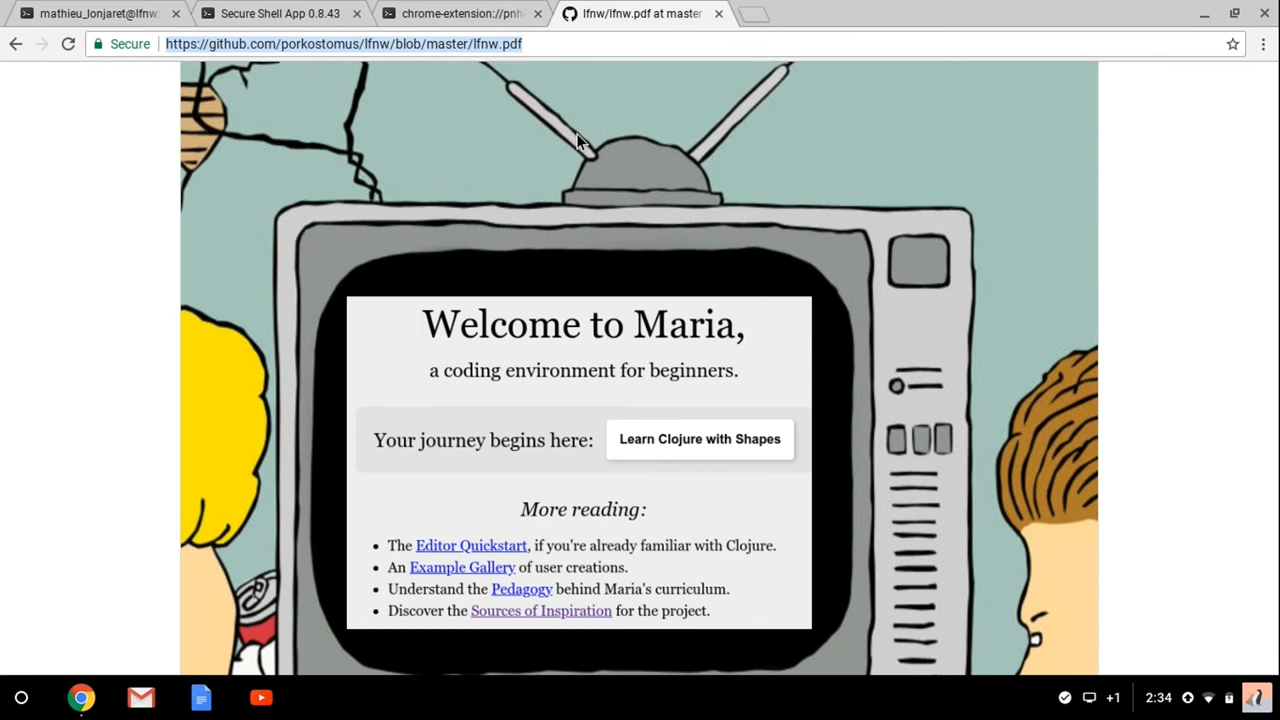 mathieu_lonjaret@lfnw:
Secure Shell App 0.8.43
chrome-extension://pnh
lfnw/lfnw.pdf at master
Secure
https://github.com/porkostomus/lfnw/blob/master/lfnw.pdf
Welcome to Maria,
a coding environment for beginners.
Your journey begins here:
Learn Clojure with Shapes
More reading:
• The Editor Quickstart, if you're already familiar with Clojure.
• An Example Gallery of user creations.
• Understand the Pedagogy behind Maria's curriculum.
• Discover the Sources of Inspiration for the project.
+1
2:34